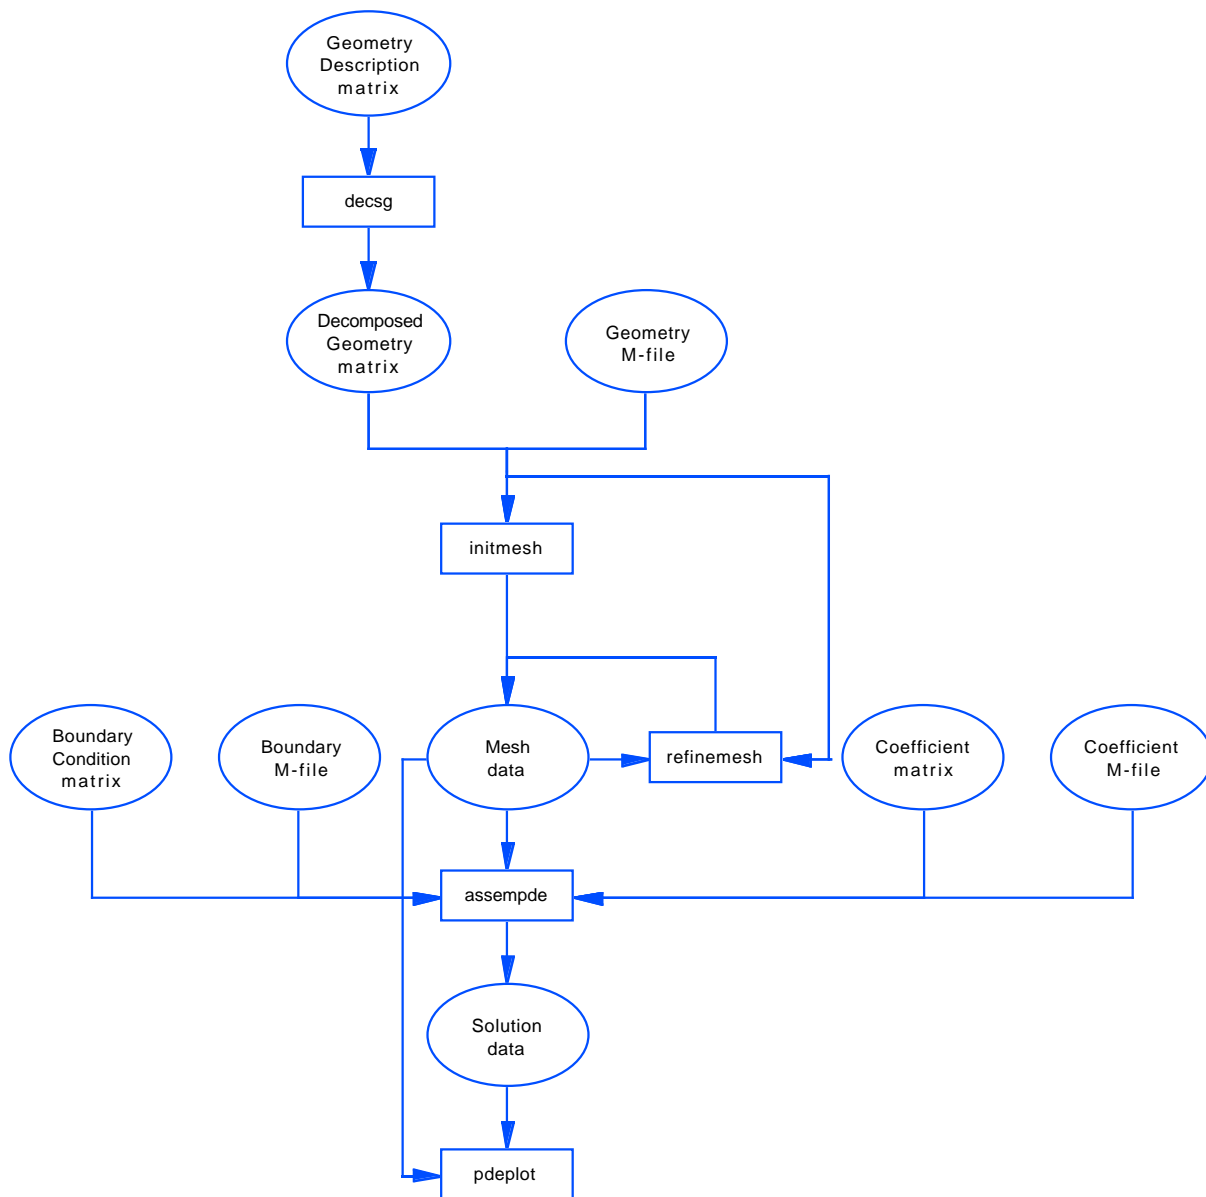 Geometry
Description
matrix
decsg
Decomposed
Geometry
matrix
Geometry
M-file
initmesh
Boundary
Condition
matrix
Boundary
M-file
Mesh
data
refinemesh
Coefficient
matrix
Coefficient
M-file
assempde
Solution
data
pdeplot